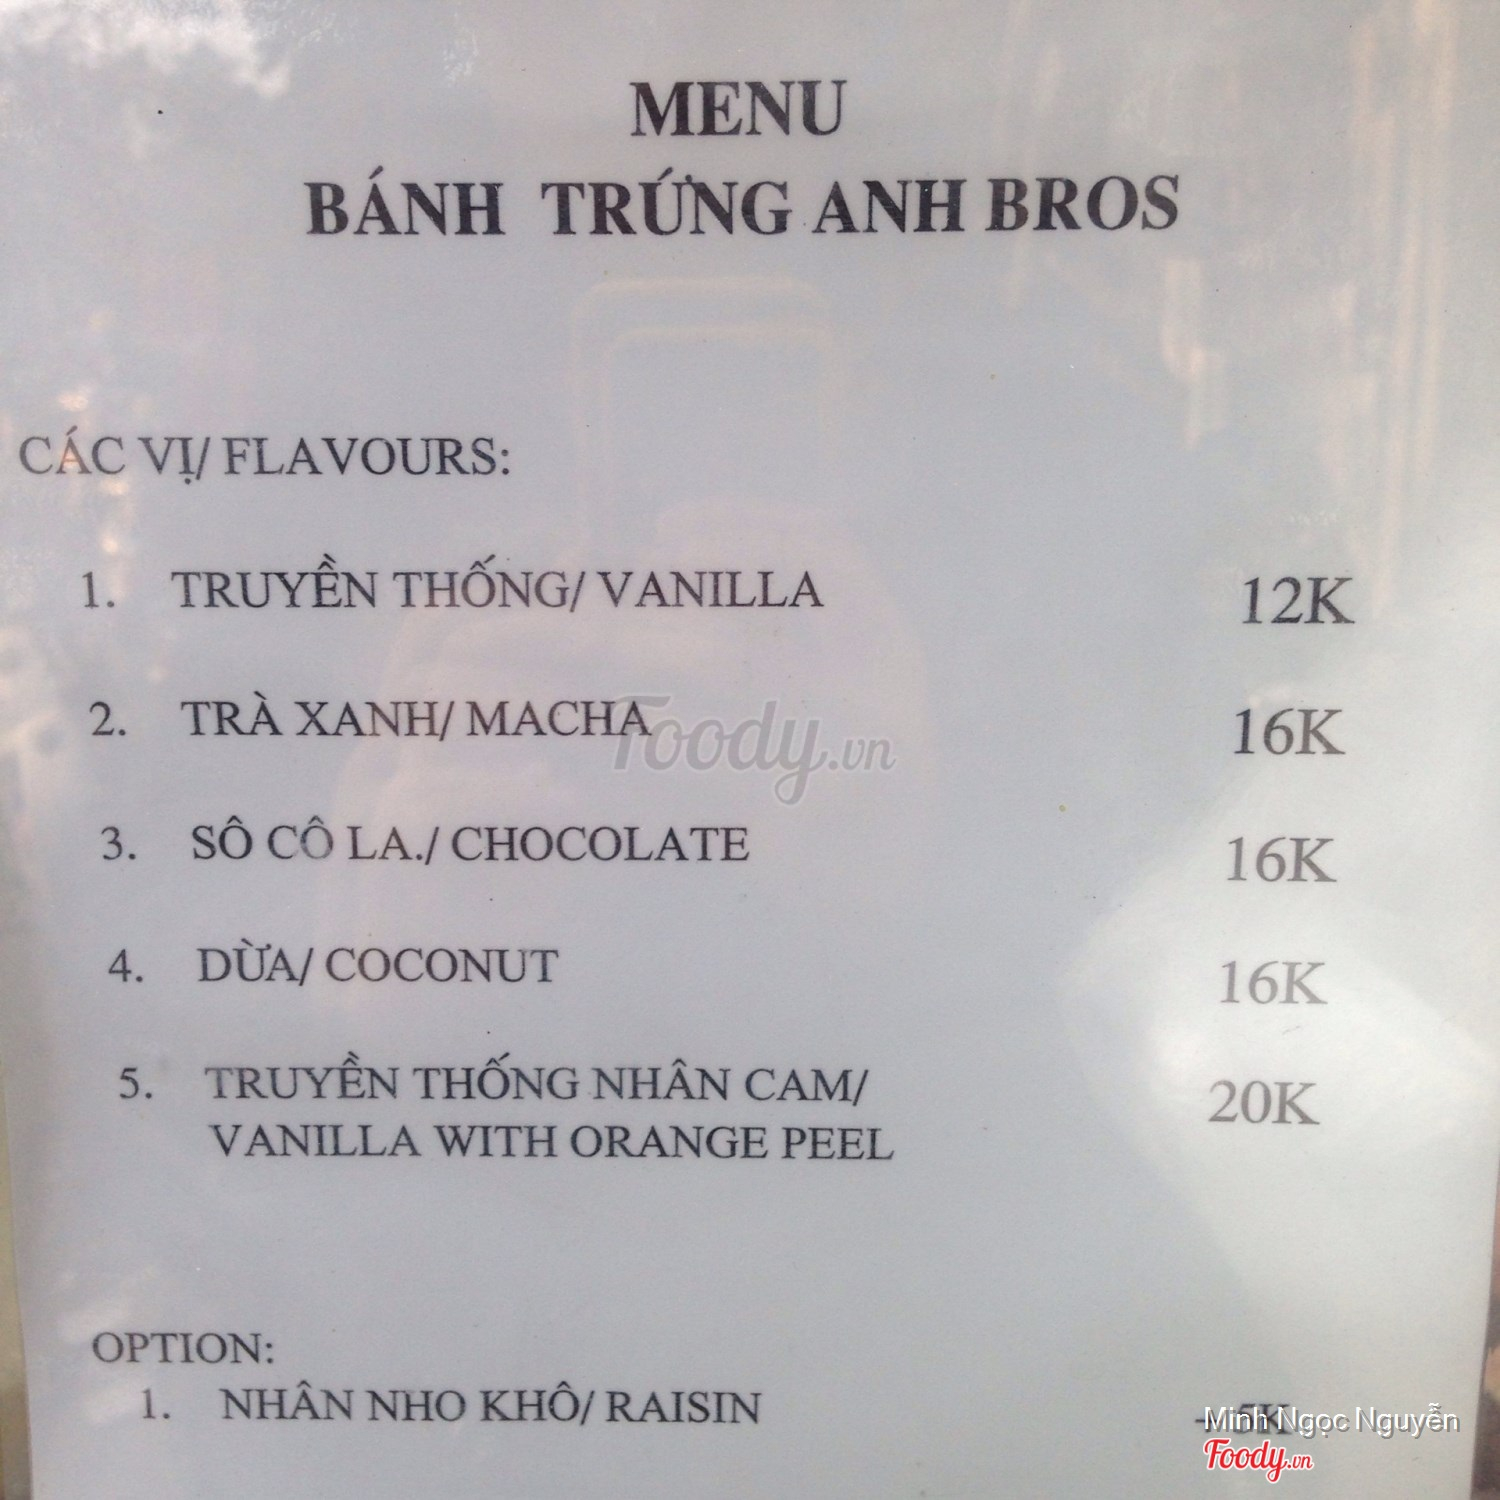 MENU
BÁNH TRỨNG ANH BROS
CÁC VỊ/ FLAVOURS:
1. TRUYỀN THỐNG/ VANILLA 12K
2. TRÀ XANH/ MACHA 16K
Foody.vn
3. SÔ CÔ LA./ CHOCOLATE 16K
4. DỪA/ COCONUT 16K
5. TRUYỀN THỐNG NHÂN CAM/ 20K
VANILLA WITH ORANGE PEEL
OPTION:
1. NHÂN NHO KHÔ/ RAISIN
Minh Ngọc Nguyễn
Foody.vn